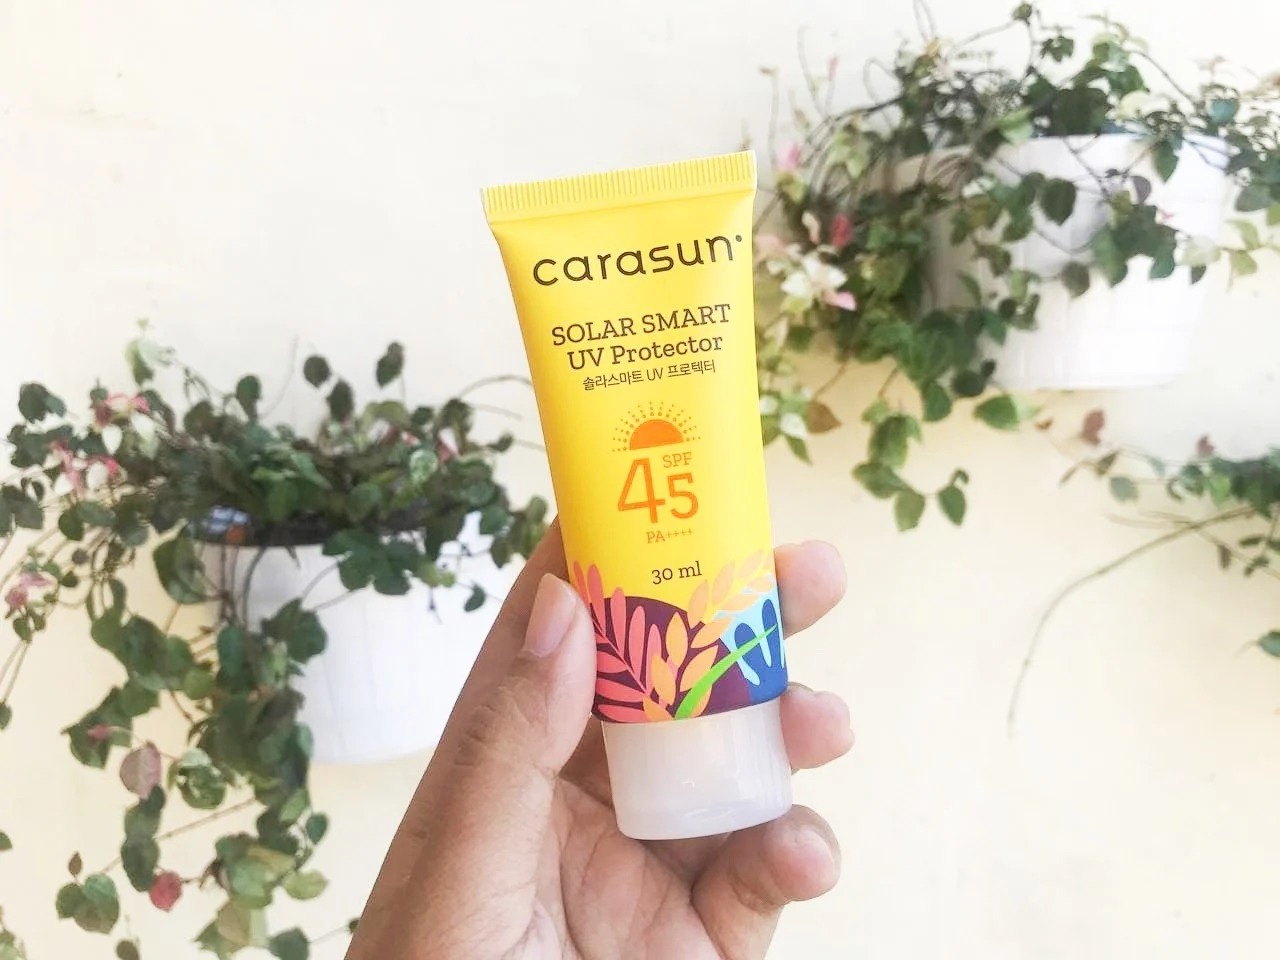 carasun
SOLAR SMART
UV Protector
솔라스마트 UV 프로텍터
SPF
45
PA++++
30 ml